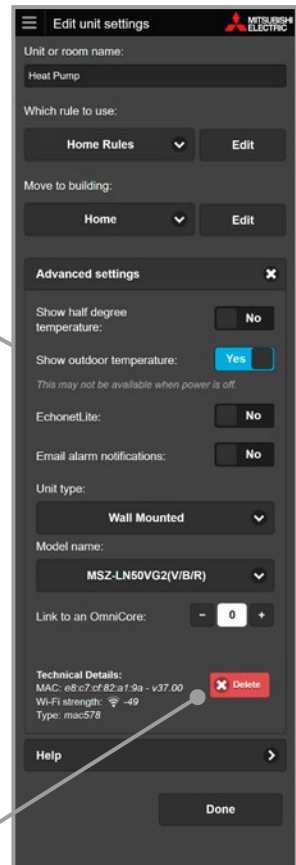 Edit unit settings
MITSUBISHI
ELECTRIC
Unit or room name:
Heat Pump
Which rule to use:
Home Rules
Edit
Move to building:
Home
Edit
Advanced settings
Show half degree
temperature:
No
Show outdoor temperature:
Yes
This may not be available when power is off.
EchonetLite:
No
Email alarm notifications:
No
Unit type:
Wall Mounted
Model name:
MSZ-LN50VG2(V/B/R)
Link to an OmniCore:
- 0 +
Technical Details:
MAC: e8:c7:cf:82:a1:9a - v37.00
Wi-Fi strength: -49
Type: mac578
Delete
Help
Done